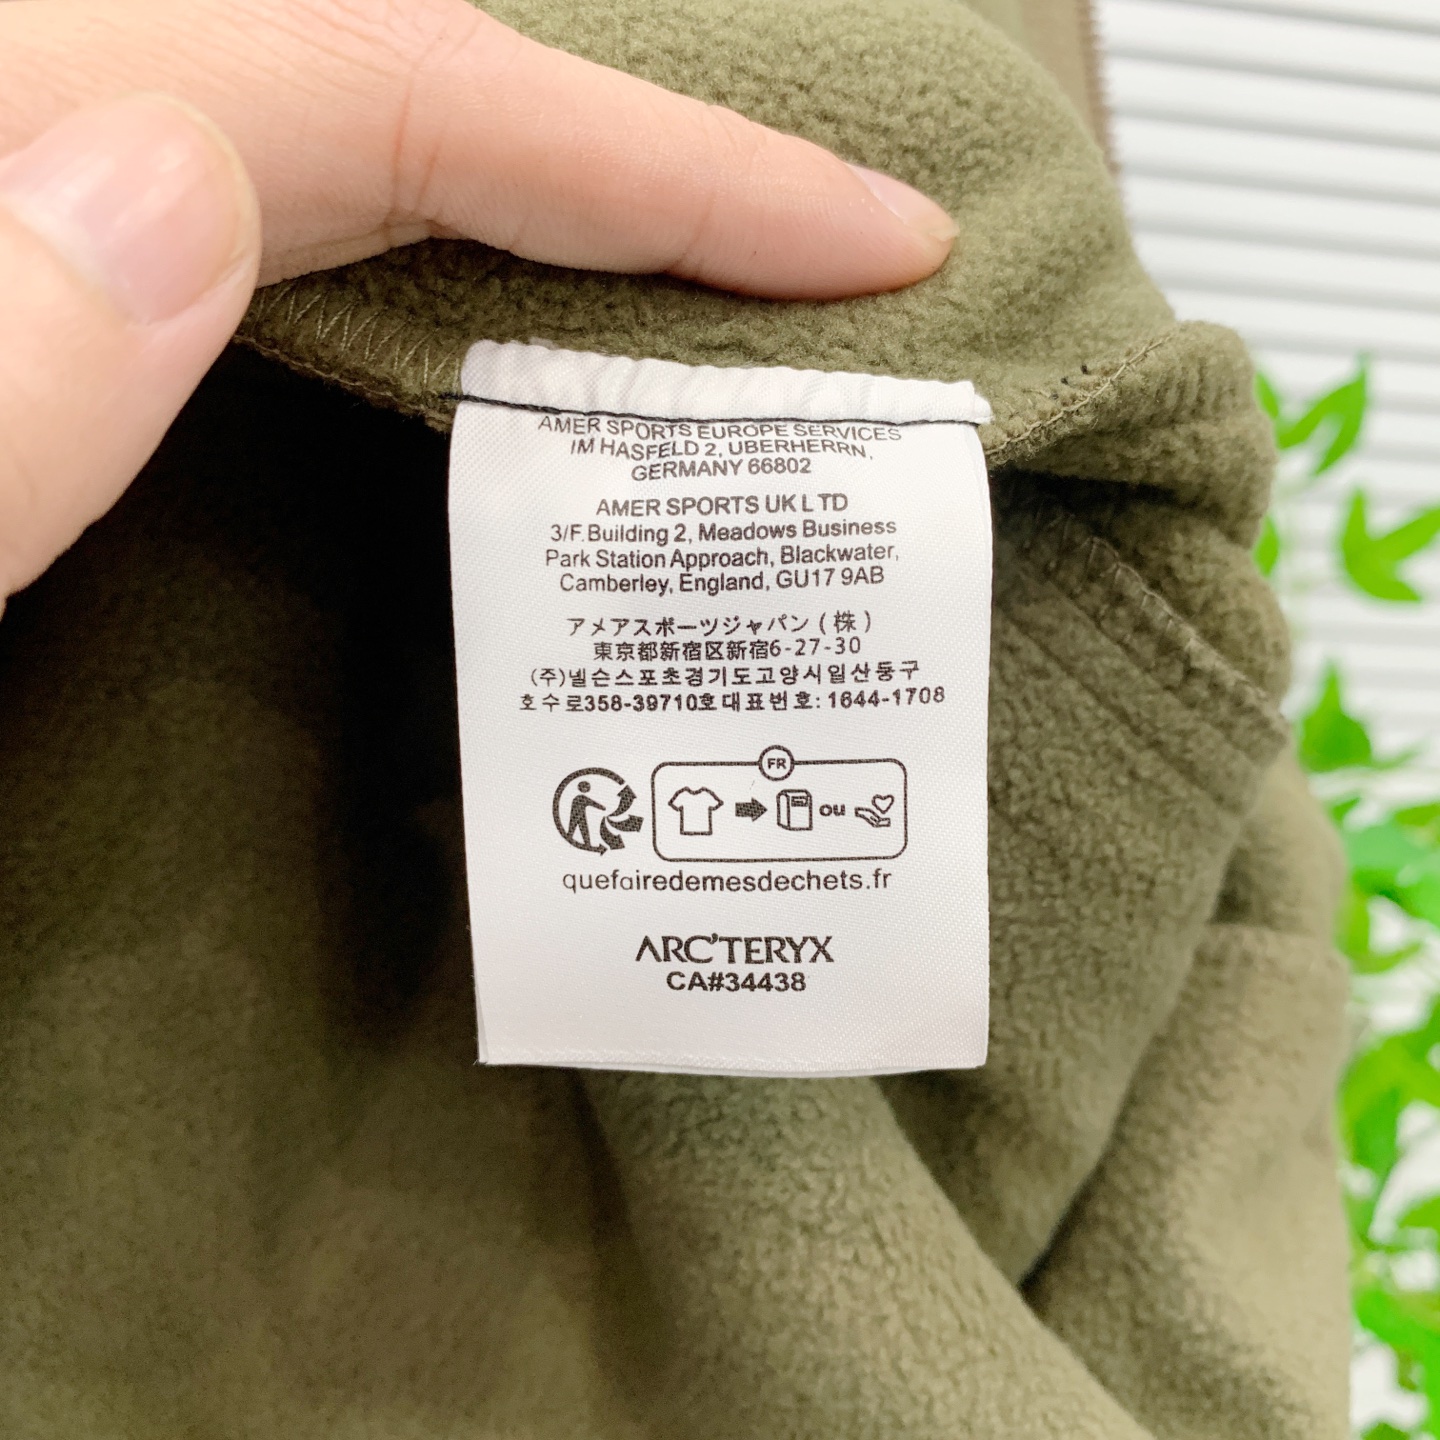 AMER SPORTS EUROPE SERVICES
IM HASFELD 2, UBERHERRN,
GERMANY 66802
AMER SPORTS UK LTD
3/F.Building 2, Meadows Business
Park Station Approach, Blackwater,
Camberley, England, GU17 9AB
アメアスポーツジャパン(株)
東京都新宿区新宿6-27-30
(주)넬슨스포츠경기도고양시일산동구
호수로358-39710호대표번호: 1644-1708
FR
ou
quefairedemesdechets.fr
ARC'TERYX
CA#34438